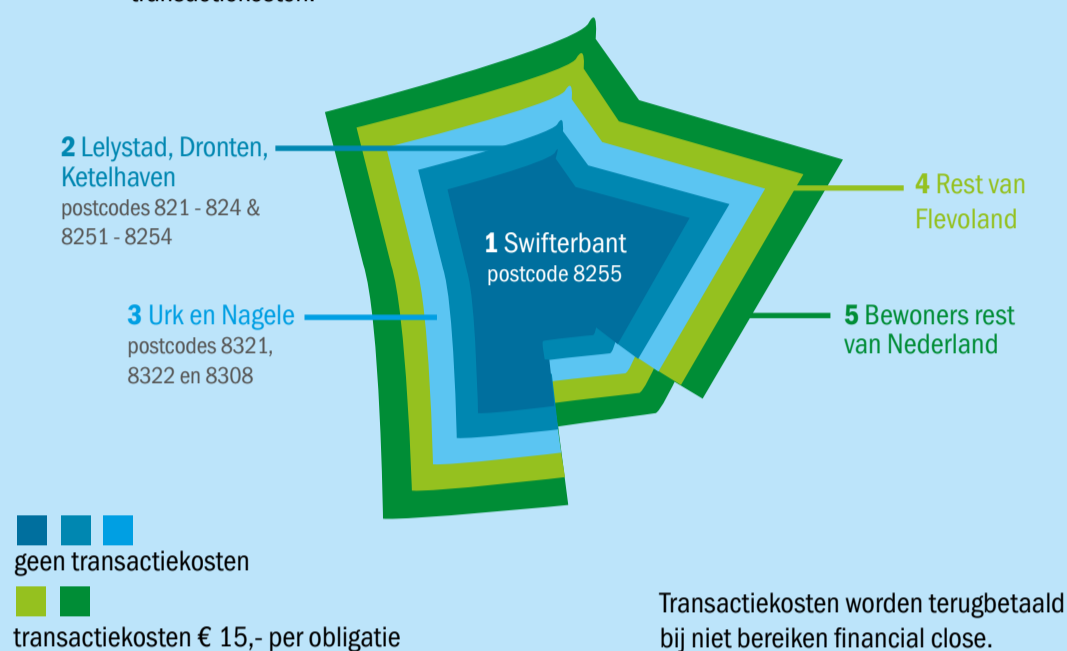 transactiekosten.
2 Lelystad, Dronten,
Ketelhaven
postcodes 821 - 824 &
8251 - 8254
1 Swifterbant
postcode 8255
4 Rest van
Flevoland
3 Urk en Nagele
postcodes 8321,
8322 en 8308
5 Bewoners rest
van Nederland
geen transactiekosten
transactiekosten € 15,- per obligatie
Transactiekosten worden terugbetaald
bij niet bereiken financial close.